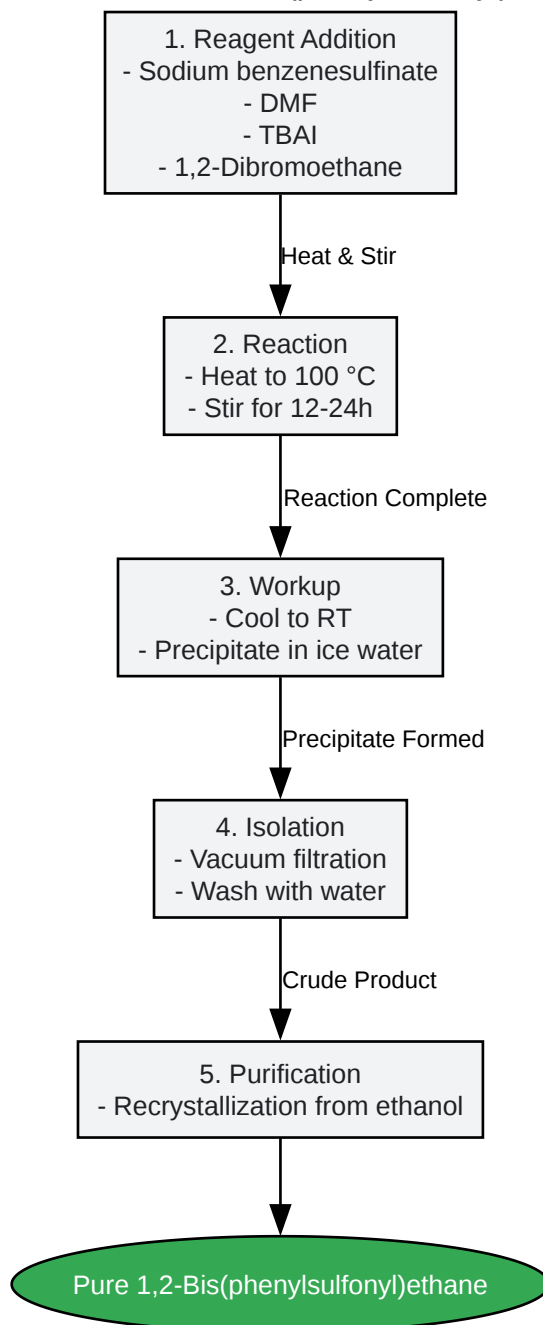 1. Reagent Addition
- Sodium benzenesulfinate
- DMF
- TBAI
- 1,2-Dibromoethane
Heat & Stir
2. Reaction
- Heat to 100 °C
- Stir for 12-24h
Reaction Complete
3. Workup
- Cool to RT
- Precipitate in ice water
Precipitate Formed
4. Isolation
- Vacuum filtration
- Wash with water
Crude Product
5. Purification
- Recrystallization from ethanol
Pure 1,2-Bis(phenylsulfonyl)ethane